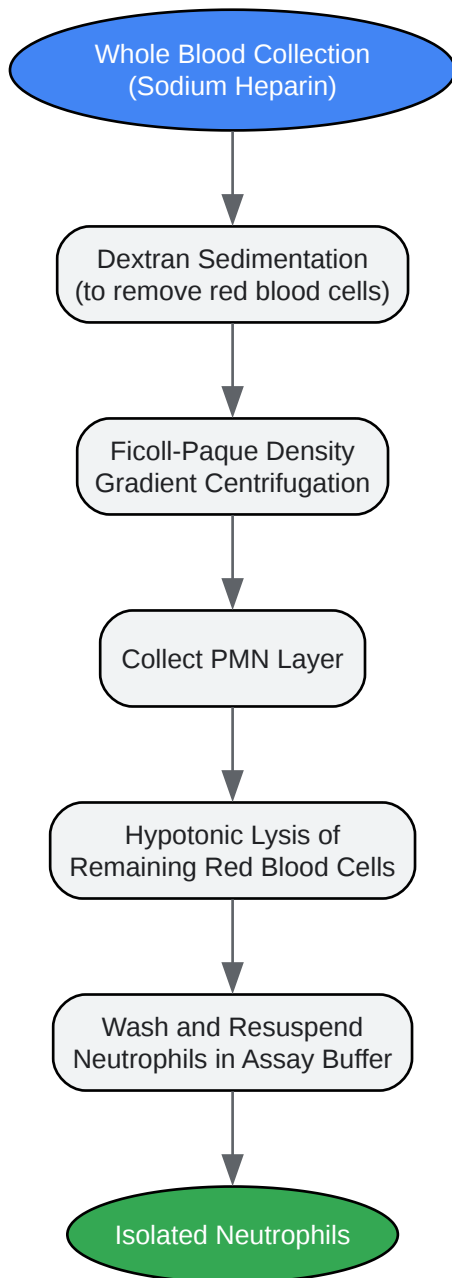 Whole Blood Collection
(Sodium Heparin)
Dextran Sedimentation
(to remove red blood cells)
Ficoll-Paque Density
Gradient Centrifugation
Collect PMN Layer
Hypotonic Lysis of
Remaining Red Blood Cells
Wash and Resuspend
Neutrophils in Assay Buffer
Isolated Neutrophils